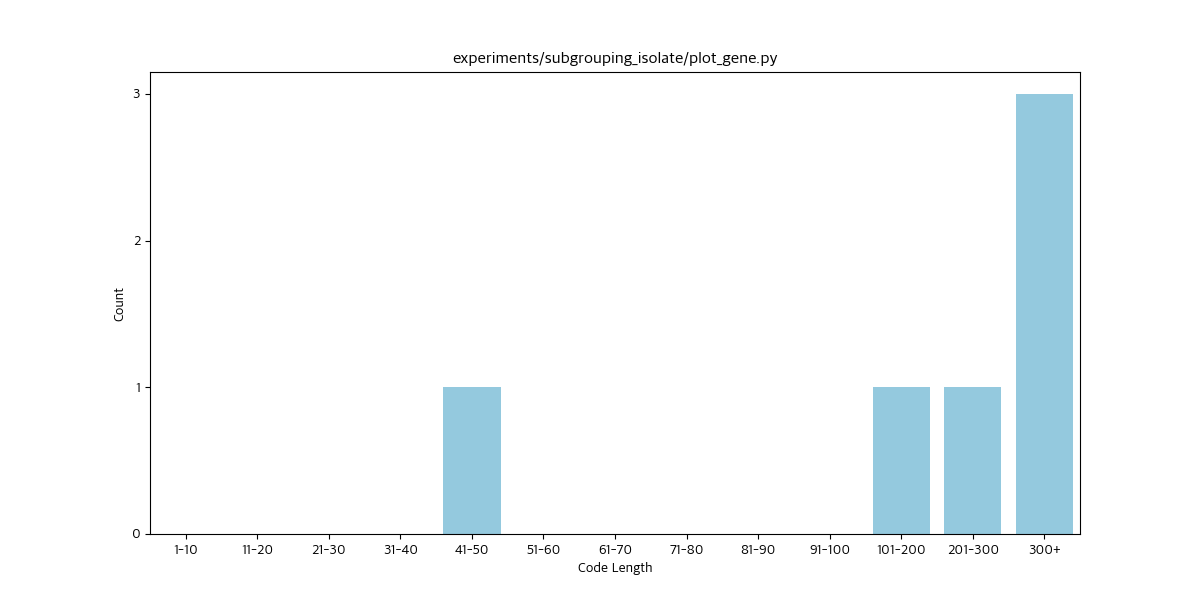 experiments/subgrouping_isolate/plot_gene.py
3
2
1
0
Count
1-10 11-20 21-30 31-40 41-50 51-60 61-70 71-80 81-90 91-100 101-200 201-300 300+
Code Length